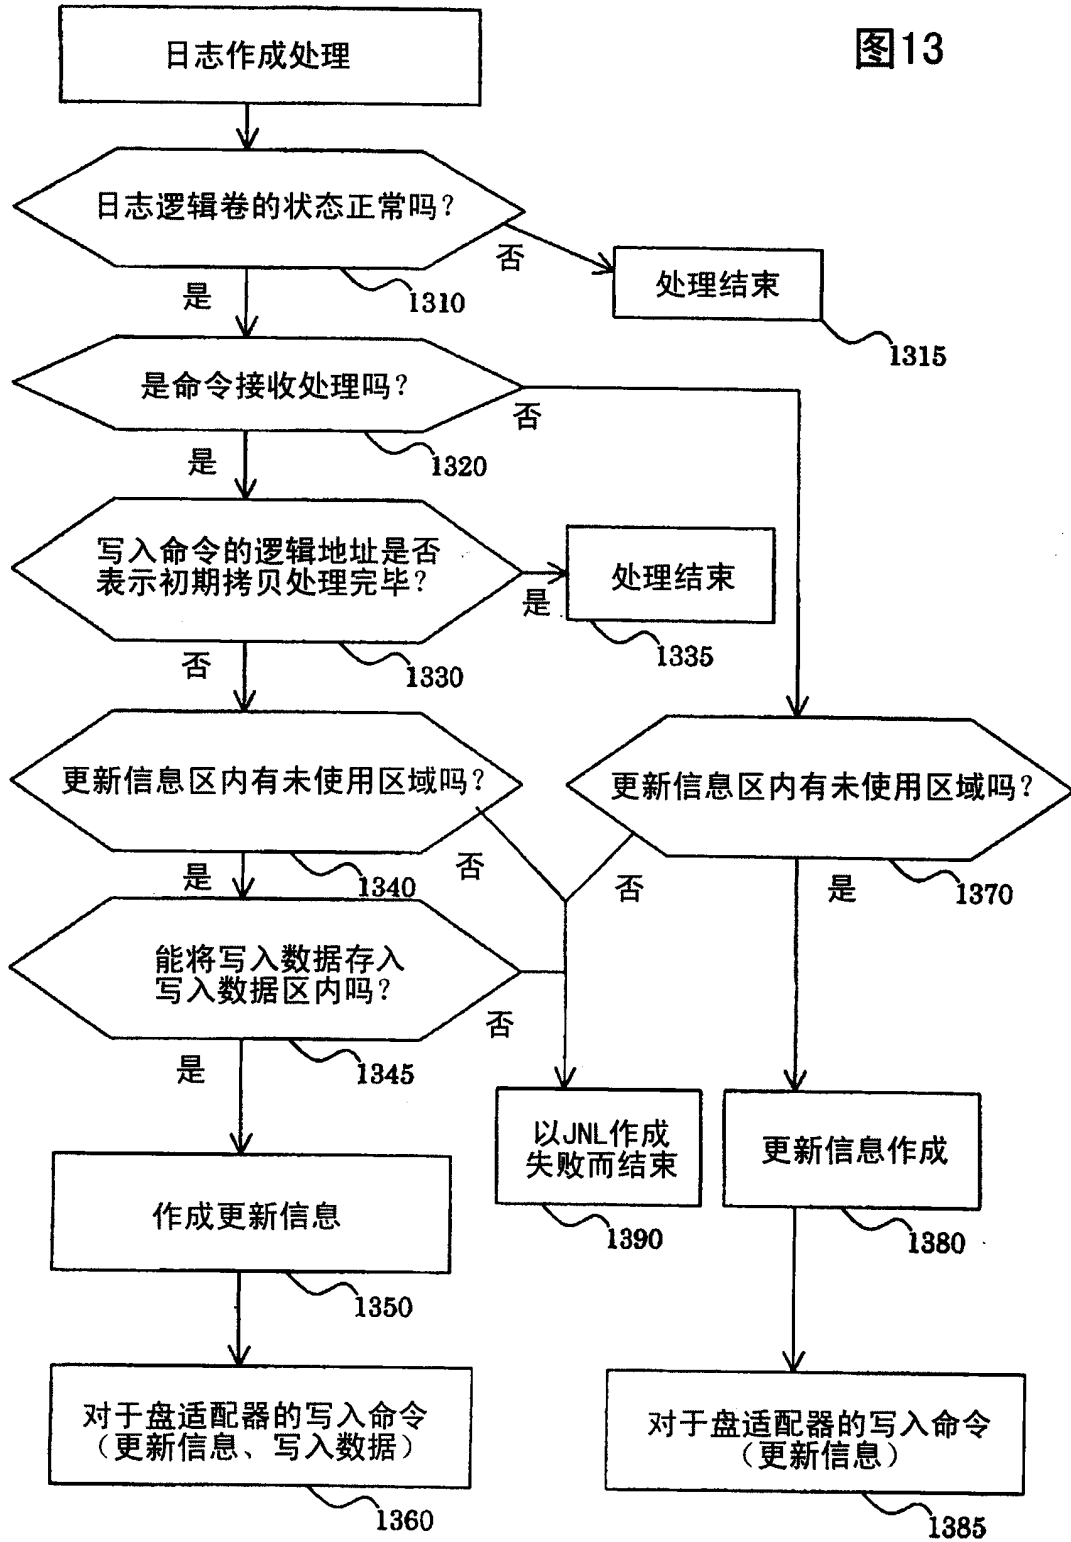 图13
日志作成处理
日志逻辑卷的状态正常吗?
否
是
1310
处理结束
1315
是命令接收处理吗?
否
是
1320
写入命令的逻辑地址是否
表示初期拷贝处理完毕?
是
处理结束
1335
否
1330
更新信息区内有未使用区域吗?
否
是
1340
更新信息区内有未使用区域吗?
否
是
1370
能将写入数据存入
写入数据区内吗?
否
是
1345
以JNL作成
失败而结束
1390
更新信息作成
1380
作成更新信息
1350
对于盘适配器的写入命令
(更新信息、写入数据)
1360
对于盘适配器的写入命令
(更新信息)
1385